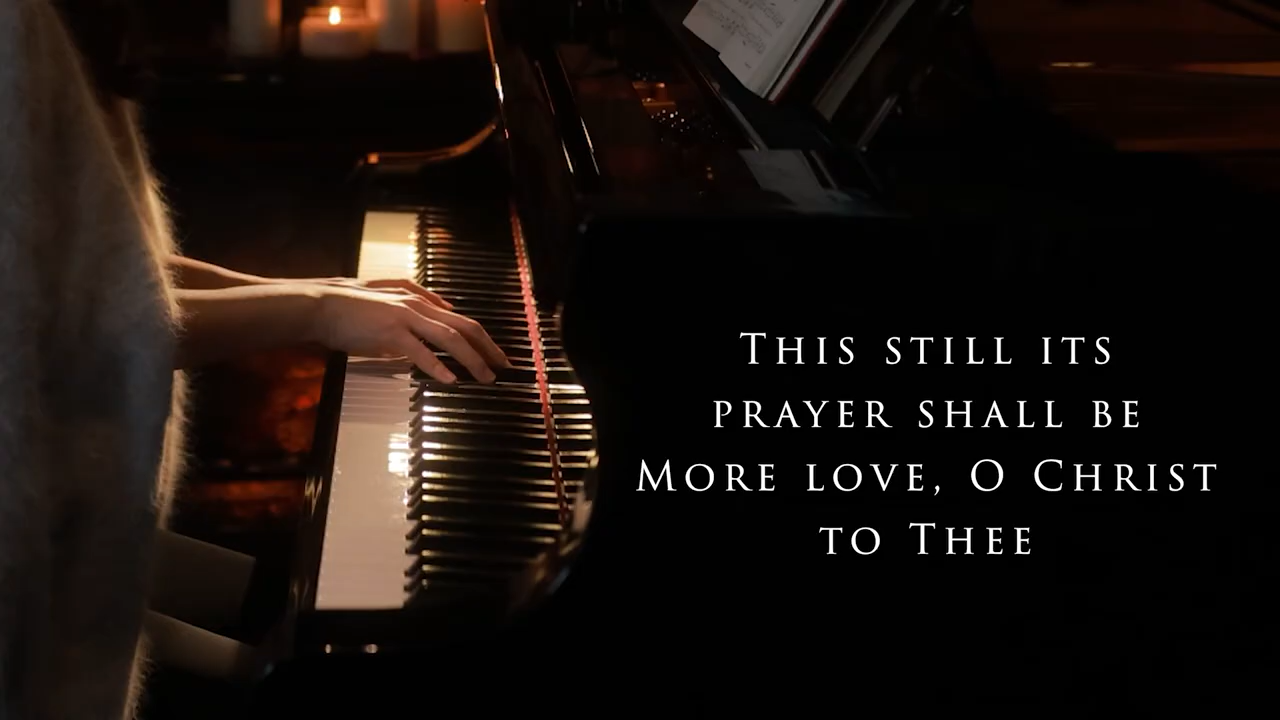 This still its
prayer shall be
More love, O Christ
to Thee